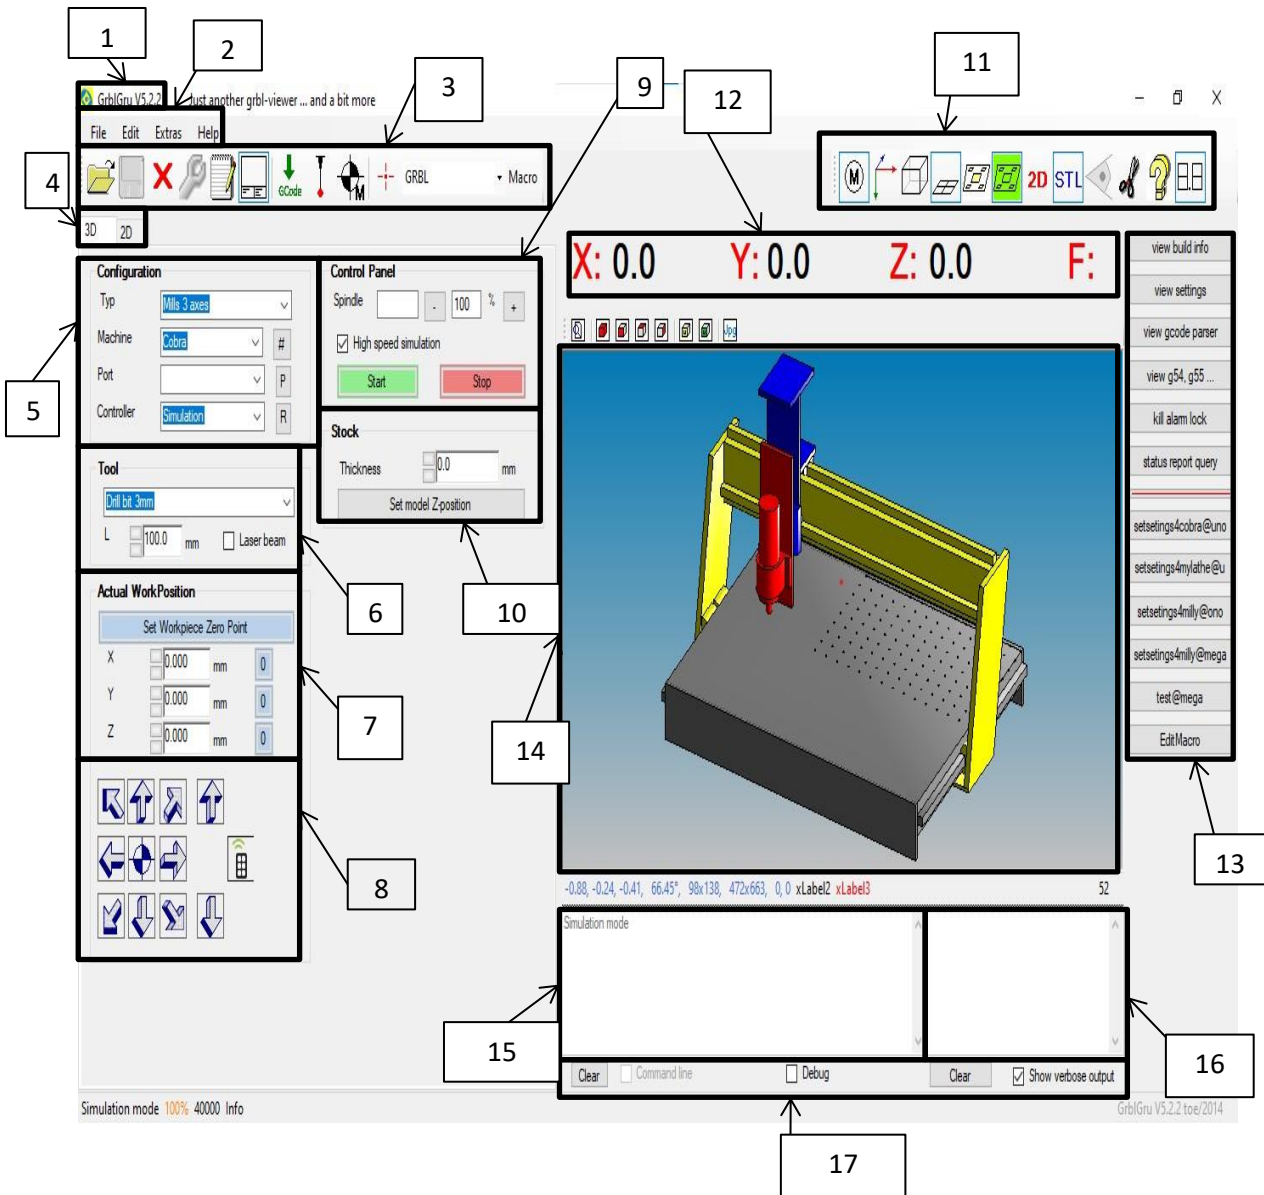 1
2
3
9
12
11
GrblGru V5.2.2
Just another grbl-viewer ... and a bit more
File Edit Extras Help
4
GCode
M
GRBL
Macro
M
2D
STL
3D
2D
X: 0.0 Y: 0.0 Z: 0.0 F:
Configuration
Typ
Mills 3 axes
Machine
Cobra
#
Port
P
Controller
Simulation
R
5
Control Panel
Spindle
-
100
%
+
High speed simulation
Start
Stop
Stock
Thickness
0.0
mm
Set model Z-position
Tool
Drill bit 3mm
L
100.0
mm
Laser beam
6
10
Actual WorkPosition
Set Workpiece Zero Point
X
0.000
mm
0
Y
0.000
mm
0
Z
0.000
mm
0
7
14
8
Jpg
view build info
view settings
view gcode parser
view g54, g55 ...
kill alarm lock
status report query
setsetings4cobra@uno
setsetings4mylathe@u
setsetings4milly@ono
setsetings4milly@mega
test@mega
EditMacro
13
-0.88, -0.24, -0.41, 66.45°, 98x138, 472x663, 0, 0 xLabel2 xLabel3
52
Simulation mode
15
16
Clear
Command line
Debug
Clear
Show verbose output
Simulation mode 100% 40000 Info
GrblGru V5.2.2 toe/2014
17